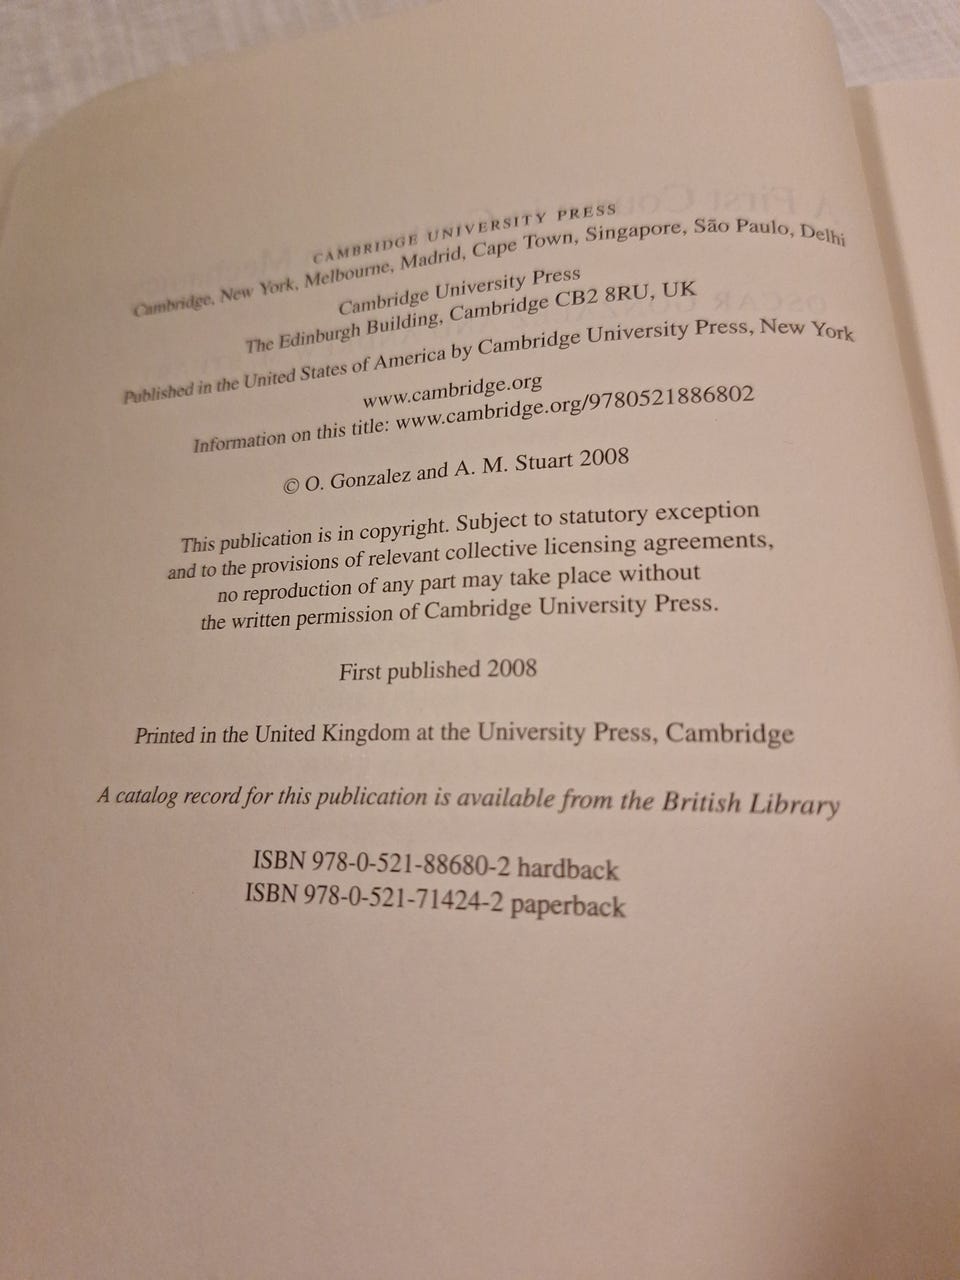 CAMBRIDGE UNIVERSITY PRESS
Cambridge, New York, Melbourne, Madrid, Cape Town, Singapore, São Paulo, Delhi
Cambridge University Press
The Edinburgh Building, Cambridge CB2 8RU, UK
Published in the United States of America by Cambridge University Press, New York
www.cambridge.org
Information on this title: www.cambridge.org/9780521886802
© O. Gonzalez and A. M. Stuart 2008
This publication is in copyright. Subject to statutory exception
and to the provisions of relevant collective licensing agreements,
no reproduction of any part may take place without
the written permission of Cambridge University Press.
First published 2008
Printed in the United Kingdom at the University Press, Cambridge
A catalog record for this publication is available from the British Library
ISBN 978-0-521-88680-2 hardback
ISBN 978-0-521-71424-2 paperback